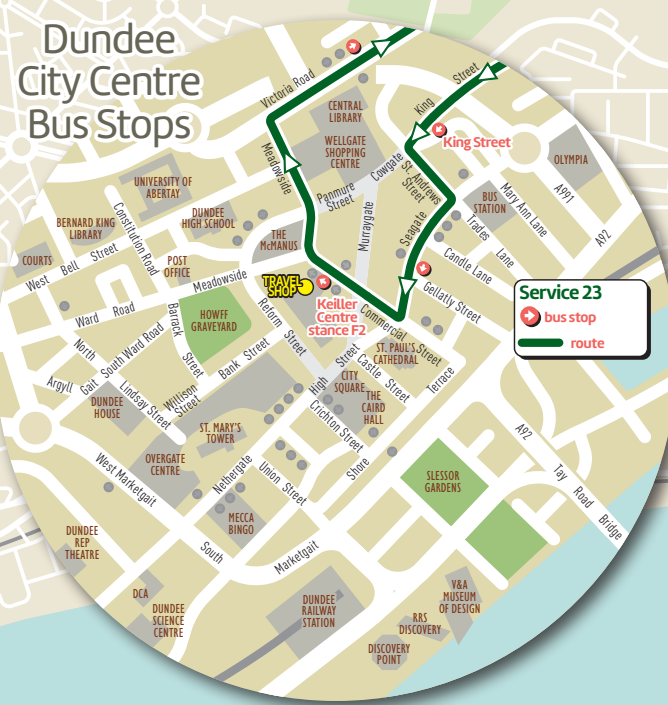 Dundee
City Centre
Bus Stops
Victoria Road
King
Street
CENTRAL
LIBRARY
King Street
WELLGATE
SHOPPING
CENTRE
Meadowside
Cowgate
St. Andrews
Street
OLYMPIA
UNIVERSITY OF
ABERTAY
Panmure
Street
Mary Ann Lane
A991
BUS
STATION
DUNDEE
HIGH SCHOOL
Murraygate
Seagate
Trades
Lane
A92
Constitution Road
BERNARD KING
LIBRARY
THE
McMANUS
COURTS
West Bell Street
POST
OFFICE
Candle Lane
Meadowside
TRAVEL
SHOP
Gellatly Street
Keiller
Centre
stance F2
Service 23
bus stop
route
Ward Road
Barrack
Street
HOWFF
GRAVEYARD
Reform Street
Commercial Street
North
South Ward Road
Bank Street
High Street
ST. PAUL'S
CATHEDRAL
Castle Street
Argyll
Gait
Lindsay Street
Willison
Street
CITY
SQUARE
Terrace
DUNDEE
HOUSE
THE
CAIRD
HALL
Crichton Street
ST. MARY'S
TOWER
A92
Tay Road Bridge
OVERGATE
CENTRE
West Marketgait
Nethergate
Union Street
Shore
SLESSOR
GARDENS
MECCA
BINGO
DUNDEE
REP
THEATRE
South
Marketgait
DCA
DUNDEE
SCIENCE
CENTRE
DUNDEE
RAILWAY
STATION
V&A
MUSEUM
OF DESIGN
RRS
DISCOVERY
DISCOVERY
POINT